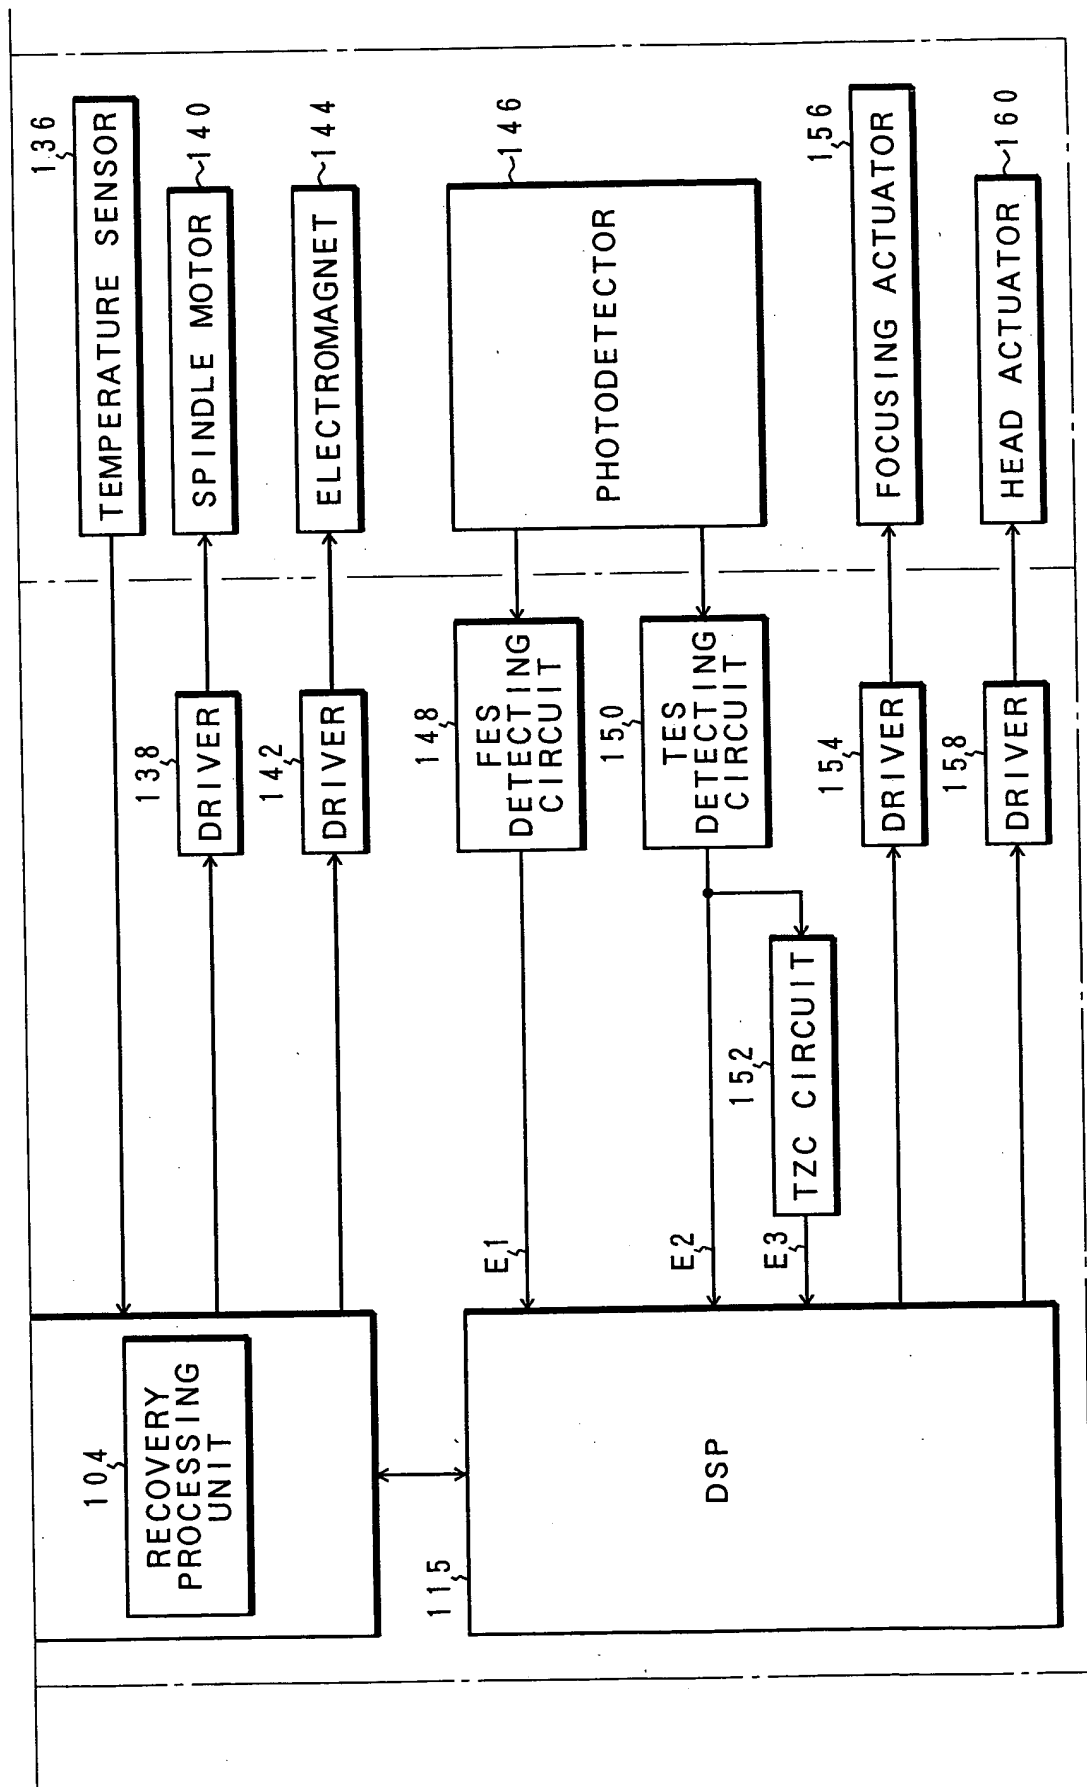 104
RECOVERY
PROCESSING
UNIT
136
TEMPERATURE SENSOR
138
DRIVER
SPINDLE MOTOR
140
142
DRIVER
ELECTROMAGNET
144
115
DSP
E1
148
FES
DETECTING
CIRCUIT
PHOTODETECTOR
146
E2
150
TES
DETECTING
CIRCUIT
E3
152
TZC CIRCUIT
154
DRIVER
FOCUSING ACTUATOR
156
158
DRIVER
HEAD ACTUATOR
160